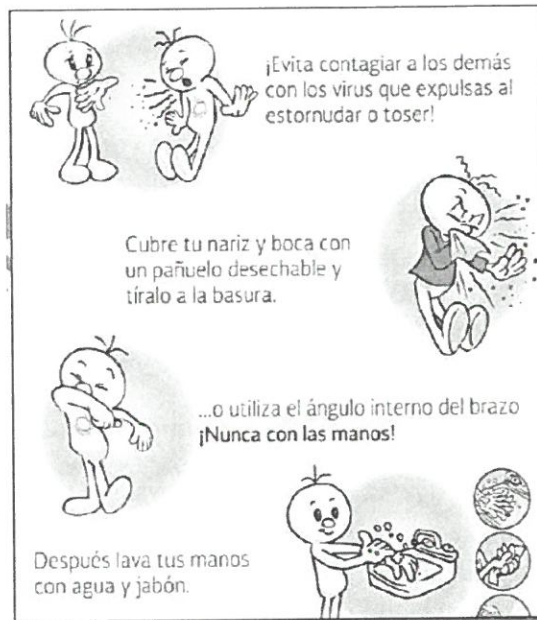 ¡Evita contagiar a los demás
con los virus que expulsas al
estornudar o toser!
Cubre tu nariz y boca con
un pañuelo desechable y
tíralo a la basura.
...o utiliza el ángulo interno del brazo
¡Nunca con las manos!
Después lava tus manos
con agua y jabón.